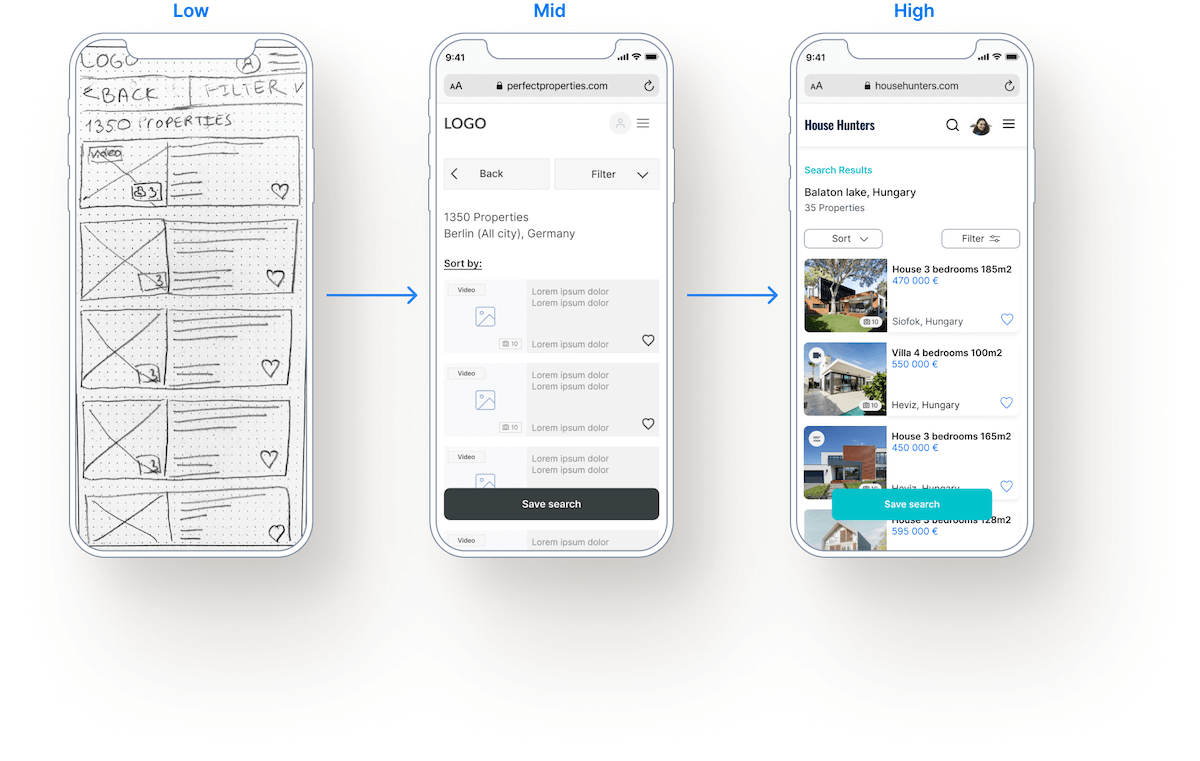 Low
LOGO
A
< BACK
FILTER V
1350 PROPERTIES
Video
3
3
3
3
Mid
9:41
AA perfectproperties.com
LOGO
Back
Filter
1350 Properties
Berlin (All city), Germany
Sort by:
Video
Lorem ipsum dolor
Lorem ipsum dolor
10
Lorem ipsum dolor
Video
Lorem ipsum dolor
Lorem ipsum dolor
10
Lorem ipsum dolor
Video
Lorem ipsum dolor
Lorem ipsum dolor
Save search
Video
Lorem ipsum dolor
High
9:41
AA househunters.com
House Hunters
Search Results
Balaton lake, Hungary
35 Properties
Sort
Filter
House 3 bedrooms 185m2
470 000 €
10
Siofok, Hungary
Villa 4 bedrooms 100m2
550 000 €
10
Heviz, Hungary
House 3 bedrooms 165m2
450 000 €
10
Heviz, Hungary
Save search
House 3 bedrooms 128m2
595 000 €